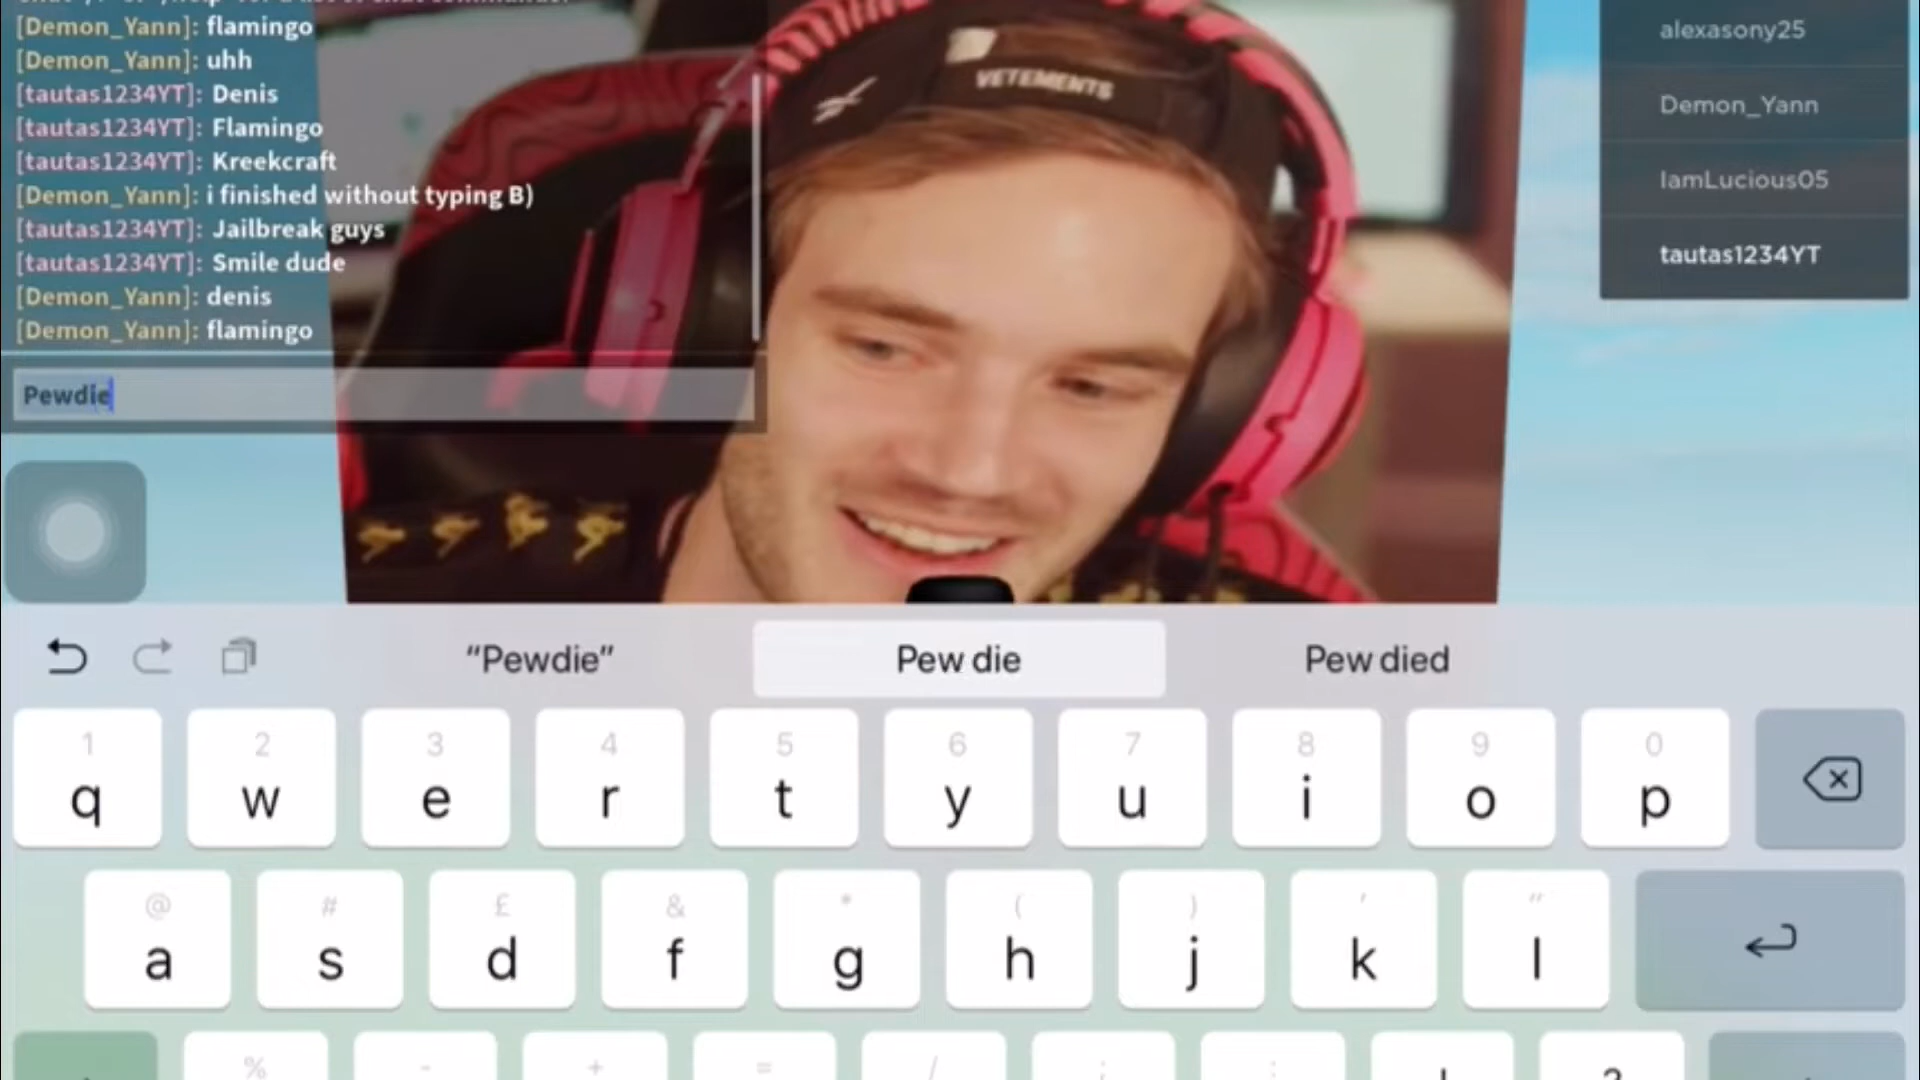 [Demon_Yann]: flamingo
[Demon_Yann]: uhh
[tautas1234YT]: Denis
[tautas1234YT]: Flamingo
[tautas1234YT]: Kreekcraft
[Demon_Yann]: i finished without typing B)
[tautas1234YT]: Jailbreak guys
[tautas1234YT]: Smile dude
[Demon_Yann]: denis
[Demon_Yann]: flamingo
Pewdie
VETEMENTS
alexasony25
Demon_Yann
IamLucious05
tautas1234YT
“Pewdie” Pew die Pew died
1 2 3 4 5 6 7 8 9 0
q w e r t y u i o p
@ # £ & * ( ) ' "
a s d f g h j k l
% - + = / ; :
! ?